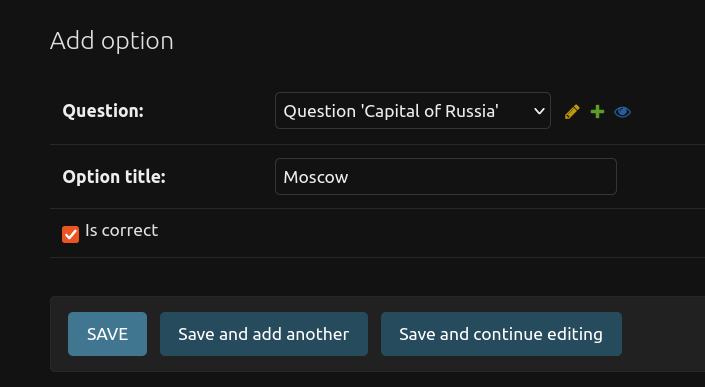 Add option
Question: Question 'Capital of Russia'
Option title: Moscow
Is correct
SAVE Save and add another Save and continue editing